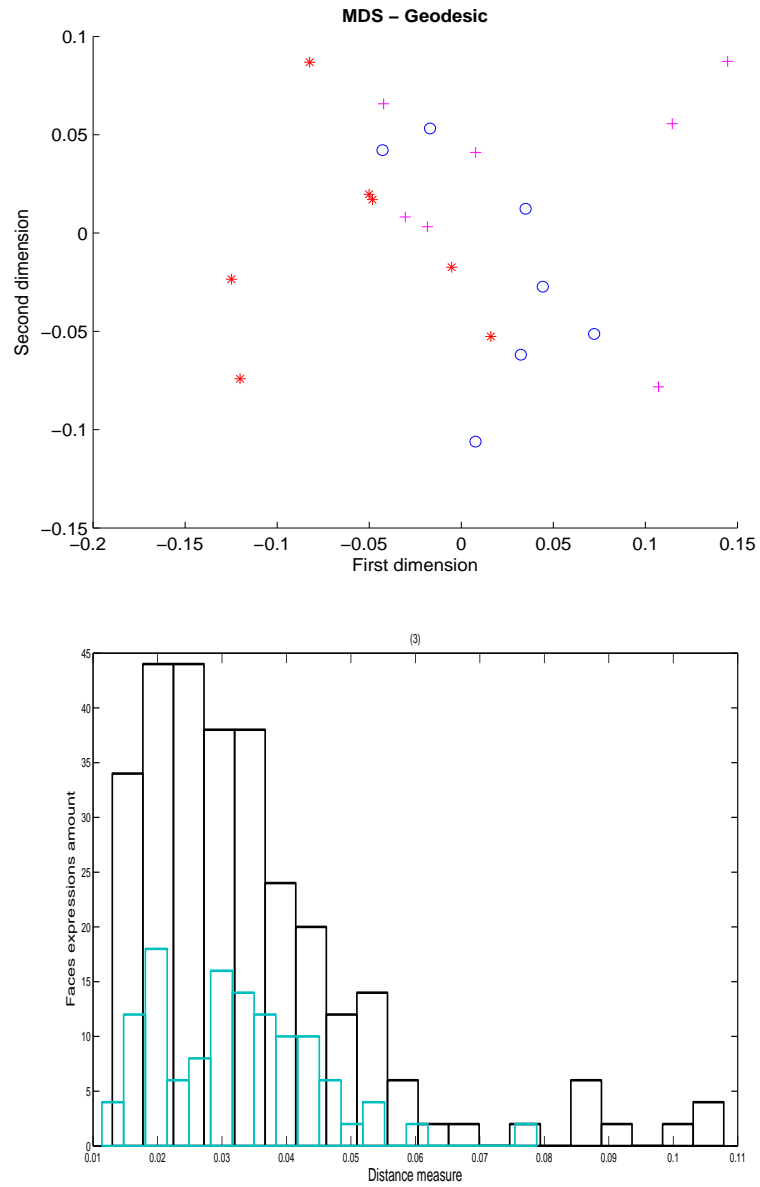 MDS − Geodesic
0.1
0.05
0
−0.05
−0.1
−0.15
Second dimension
−0.2 −0.15 −0.1 −0.05 0 0.05 0.1 0.15
First dimension
(3)
45
40
35
30
25
20
15
10
5
0
Faces expressions amount
0.01 0.02 0.03 0.04 0.05 0.06 0.07 0.08 0.09 0.1 0.11
Distance measure